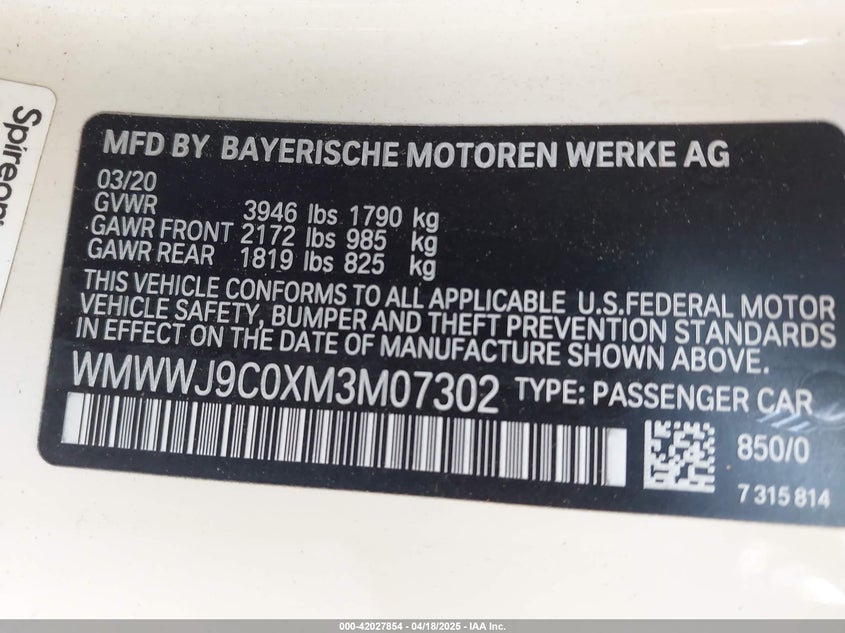 Spireon
MFD BY BAYERISCHE MOTOREN WERKE AG
03/20
GVWR 3946 lbs 1790 kg
GAWR FRONT 2172 lbs 985 kg
GAWR REAR 1819 lbs 825 kg
THIS VEHICLE CONFORMS TO ALL APPLICABLE U.S.FEDERAL MOTOR
VEHICLE SAFETY, BUMPER AND THEFT PREVENTION STANDARDS
IN EFFECT ON THE DATE OF MANUFACTURE SHOWN ABOVE.
WMWWJ9C0XM3M07302 TYPE: PASSENGER CAR
850/0
7 315 814
000-42027854 - 04/18/2025 - IAA Inc.